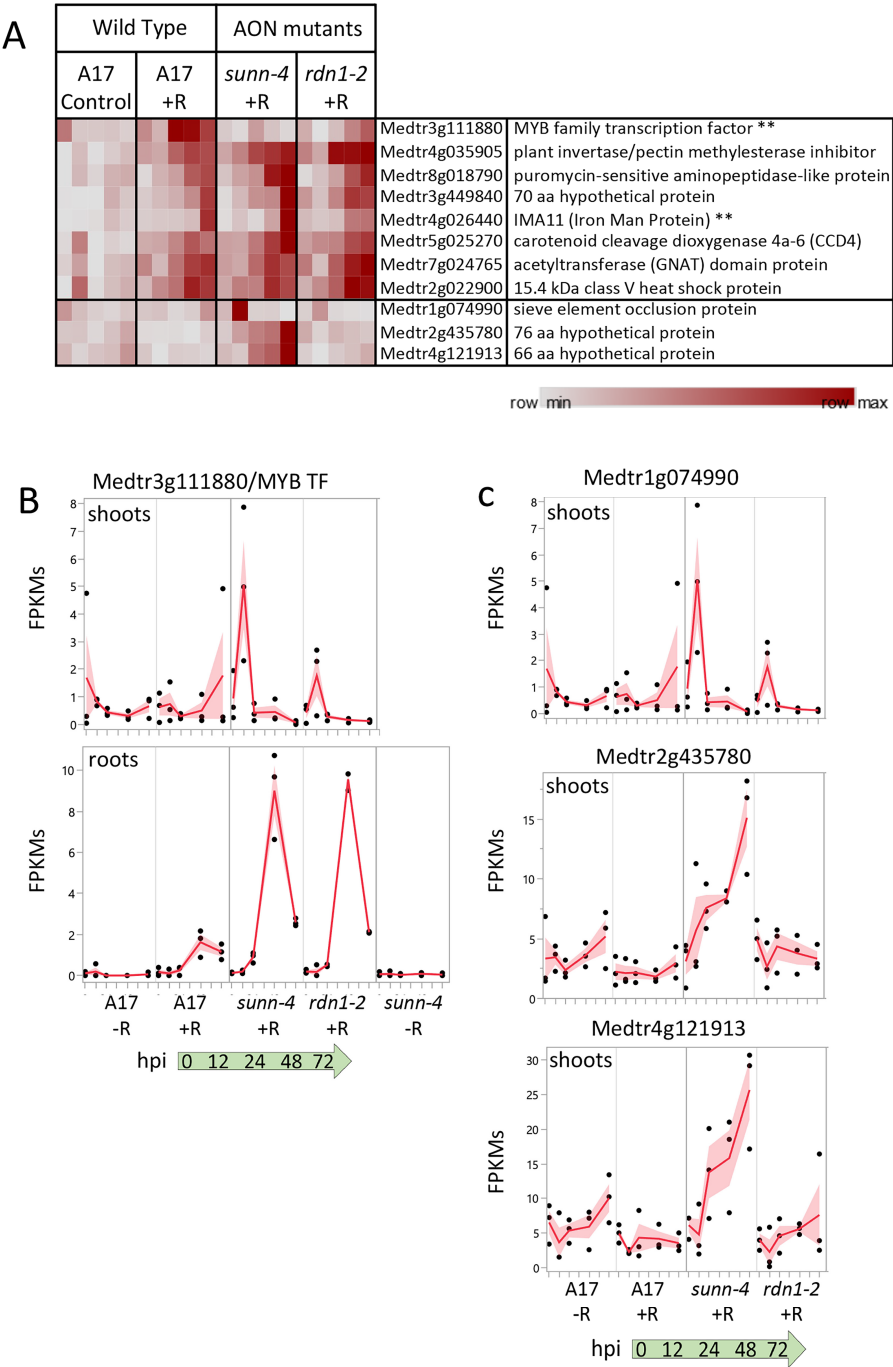 A
Wild Type AON mutants
A17 Control A17 +R sunn-4 +R rdn1-2 +R
Medtr3g111880 MYB family transcription factor **
Medtr4g035905 plant invertase/pectin methylesterase inhibitor
Medtr8g018790 puromycin-sensitive aminopeptidase-like protein
Medtr3g449840 70 aa hypothetical protein
Medtr4g026440 IMA11 (Iron Man Protein) **
Medtr5g025270 carotenoid cleavage dioxygenase 4a-6 (CCD4)
Medtr7g024765 acetyltransferase (GNAT) domain protein
Medtr2g022900 15.4 kDa class V heat shock protein
Medtr1g074990 sieve element occlusion protein
Medtr2g435780 76 aa hypothetical protein
Medtr4g121913 66 aa hypothetical protein
row min row max
B
Medtr3g111880/MYB TF
shoots
FPKMs
8
7
6
5
4
3
2
1
0
roots
FPKMs
10
8
6
4
2
0
A17 A17 sunn-4 rdn1-2 sunn-4
-R +R +R +R -R
hpi 0 12 24 48 72
C
Medtr1g074990
shoots
FPKMs
8
7
6
5
4
3
2
1
0
Medtr2g435780
shoots
FPKMs
15
10
5
0
Medtr4g121913
shoots
FPKMs
30
25
20
15
10
5
0
A17 A17 sunn-4 rdn1-2
-R +R +R +R
hpi 0 12 24 48 72